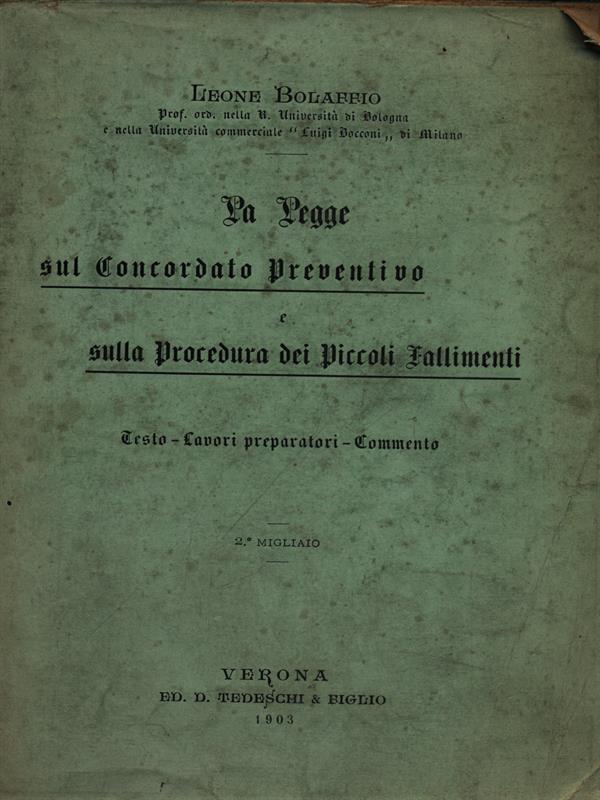 LEONE BOLAFFIO
Prof. ord. nella R. Università di Bologna
e nella Università commerciale “ Luigi Bocconi „ di Milano
La Legge
sul Concordato Preventivo
e
sulla Procedura dei Piccoli Fallimenti
Testo - Lavori preparatori - Commento
2.° MIGLIAIO
VERONA
ED. D. TEDESCHI & FIGLIO
1903